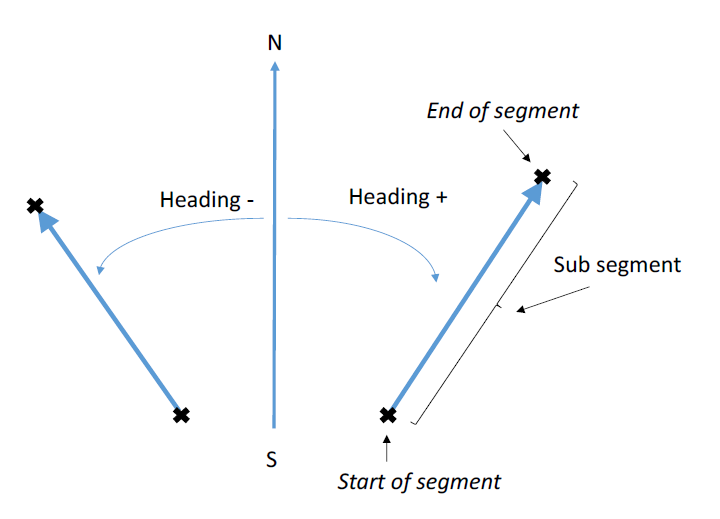 N
End of segment
Heading -
Heading +
Sub segment
S
Start of segment